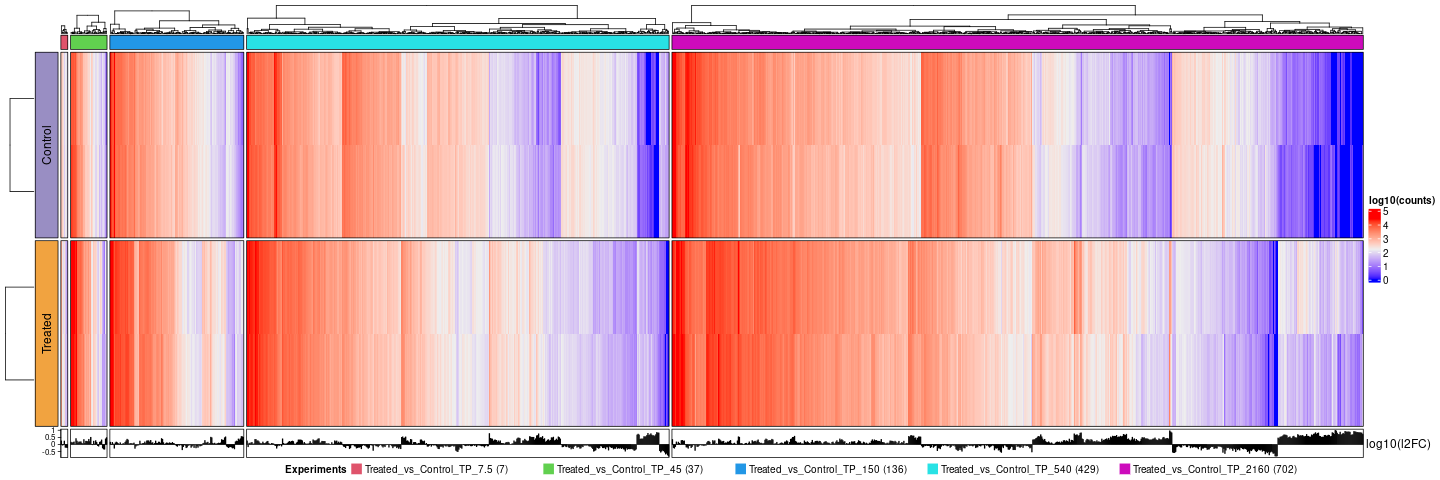 Control
Treated
log10(counts)
5
4
3
2
1
0
1
0.5
0
-0.5
log10(l2FC)
Experiments Treated_vs_Control_TP_7.5 (7) Treated_vs_Control_TP_45 (37) Treated_vs_Control_TP_150 (136) Treated_vs_Control_TP_540 (429) Treated_vs_Control_TP_2160 (702)